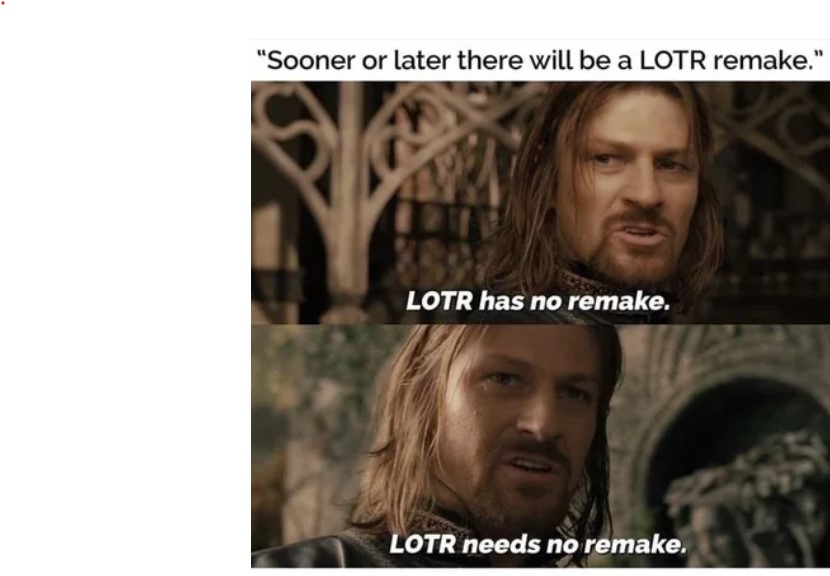 “Sooner or later there will be a LOTR remake.”
LOTR has no remake.
LOTR needs no remake.